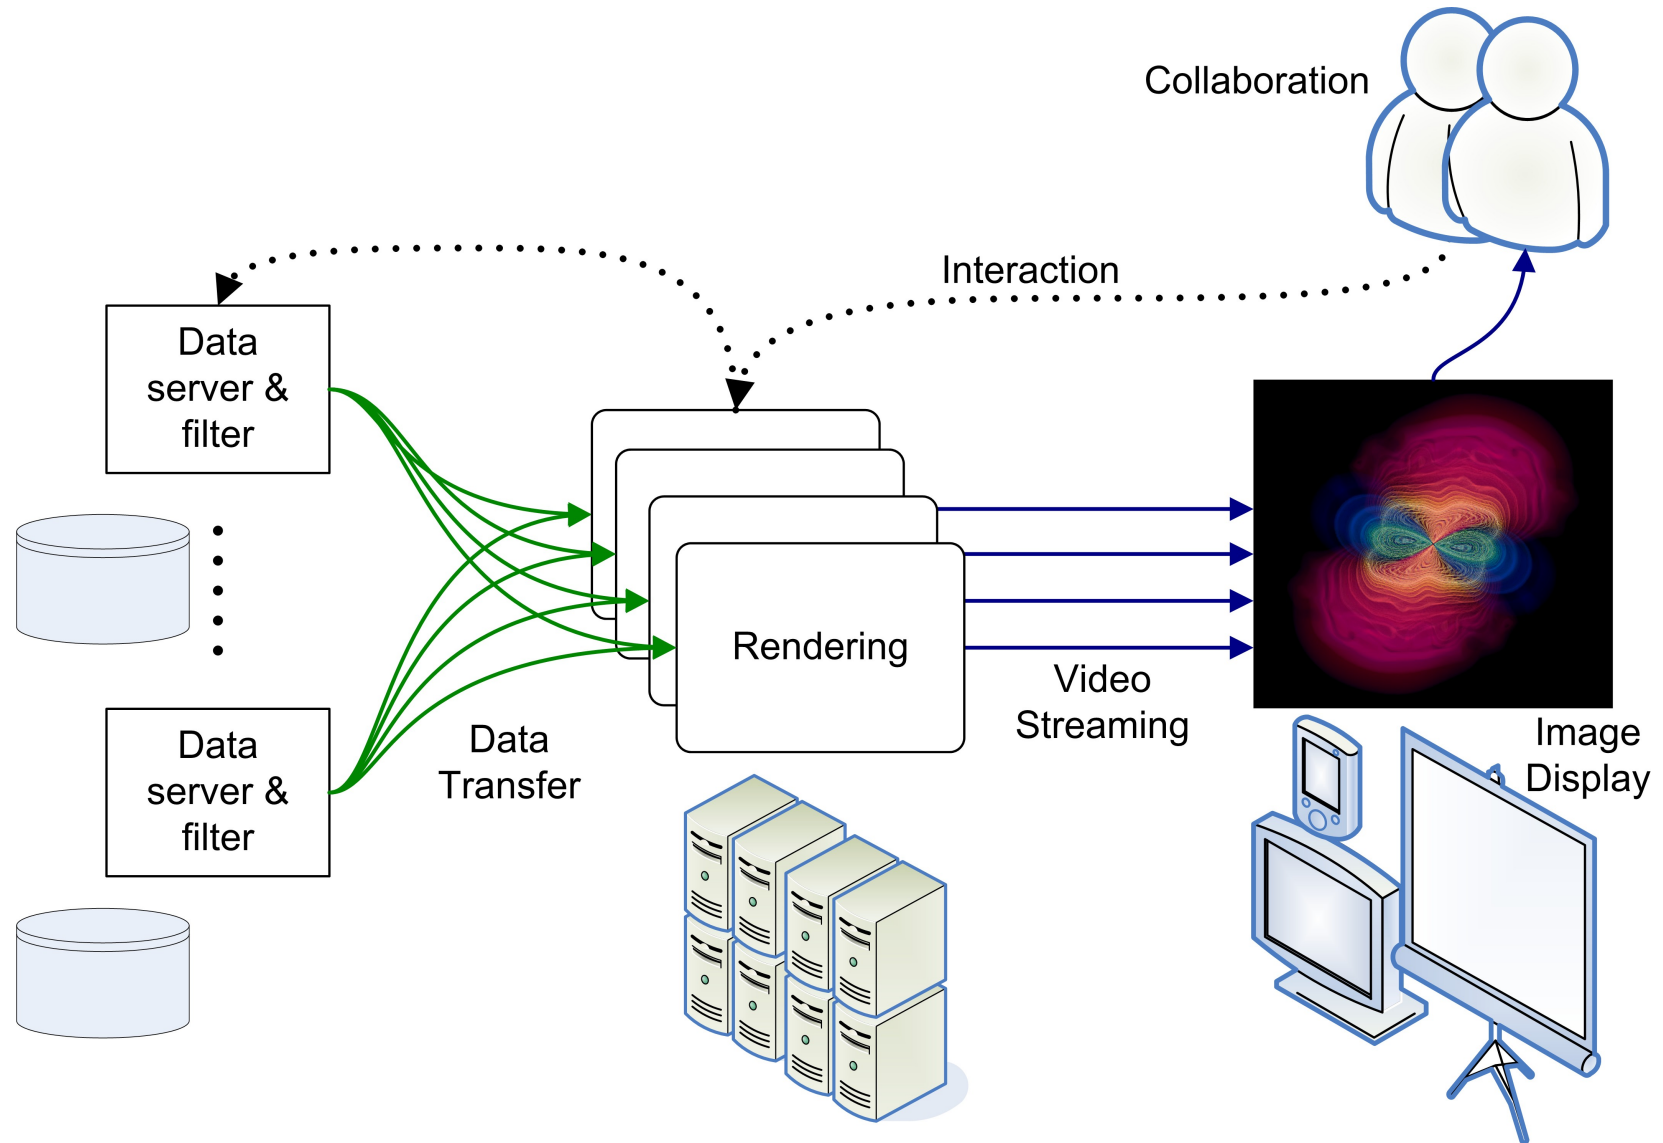 Collaboration
Interaction
Data
server &
filter
Data
server &
filter
Data
Transfer
Rendering
Video
Streaming
Image
Display